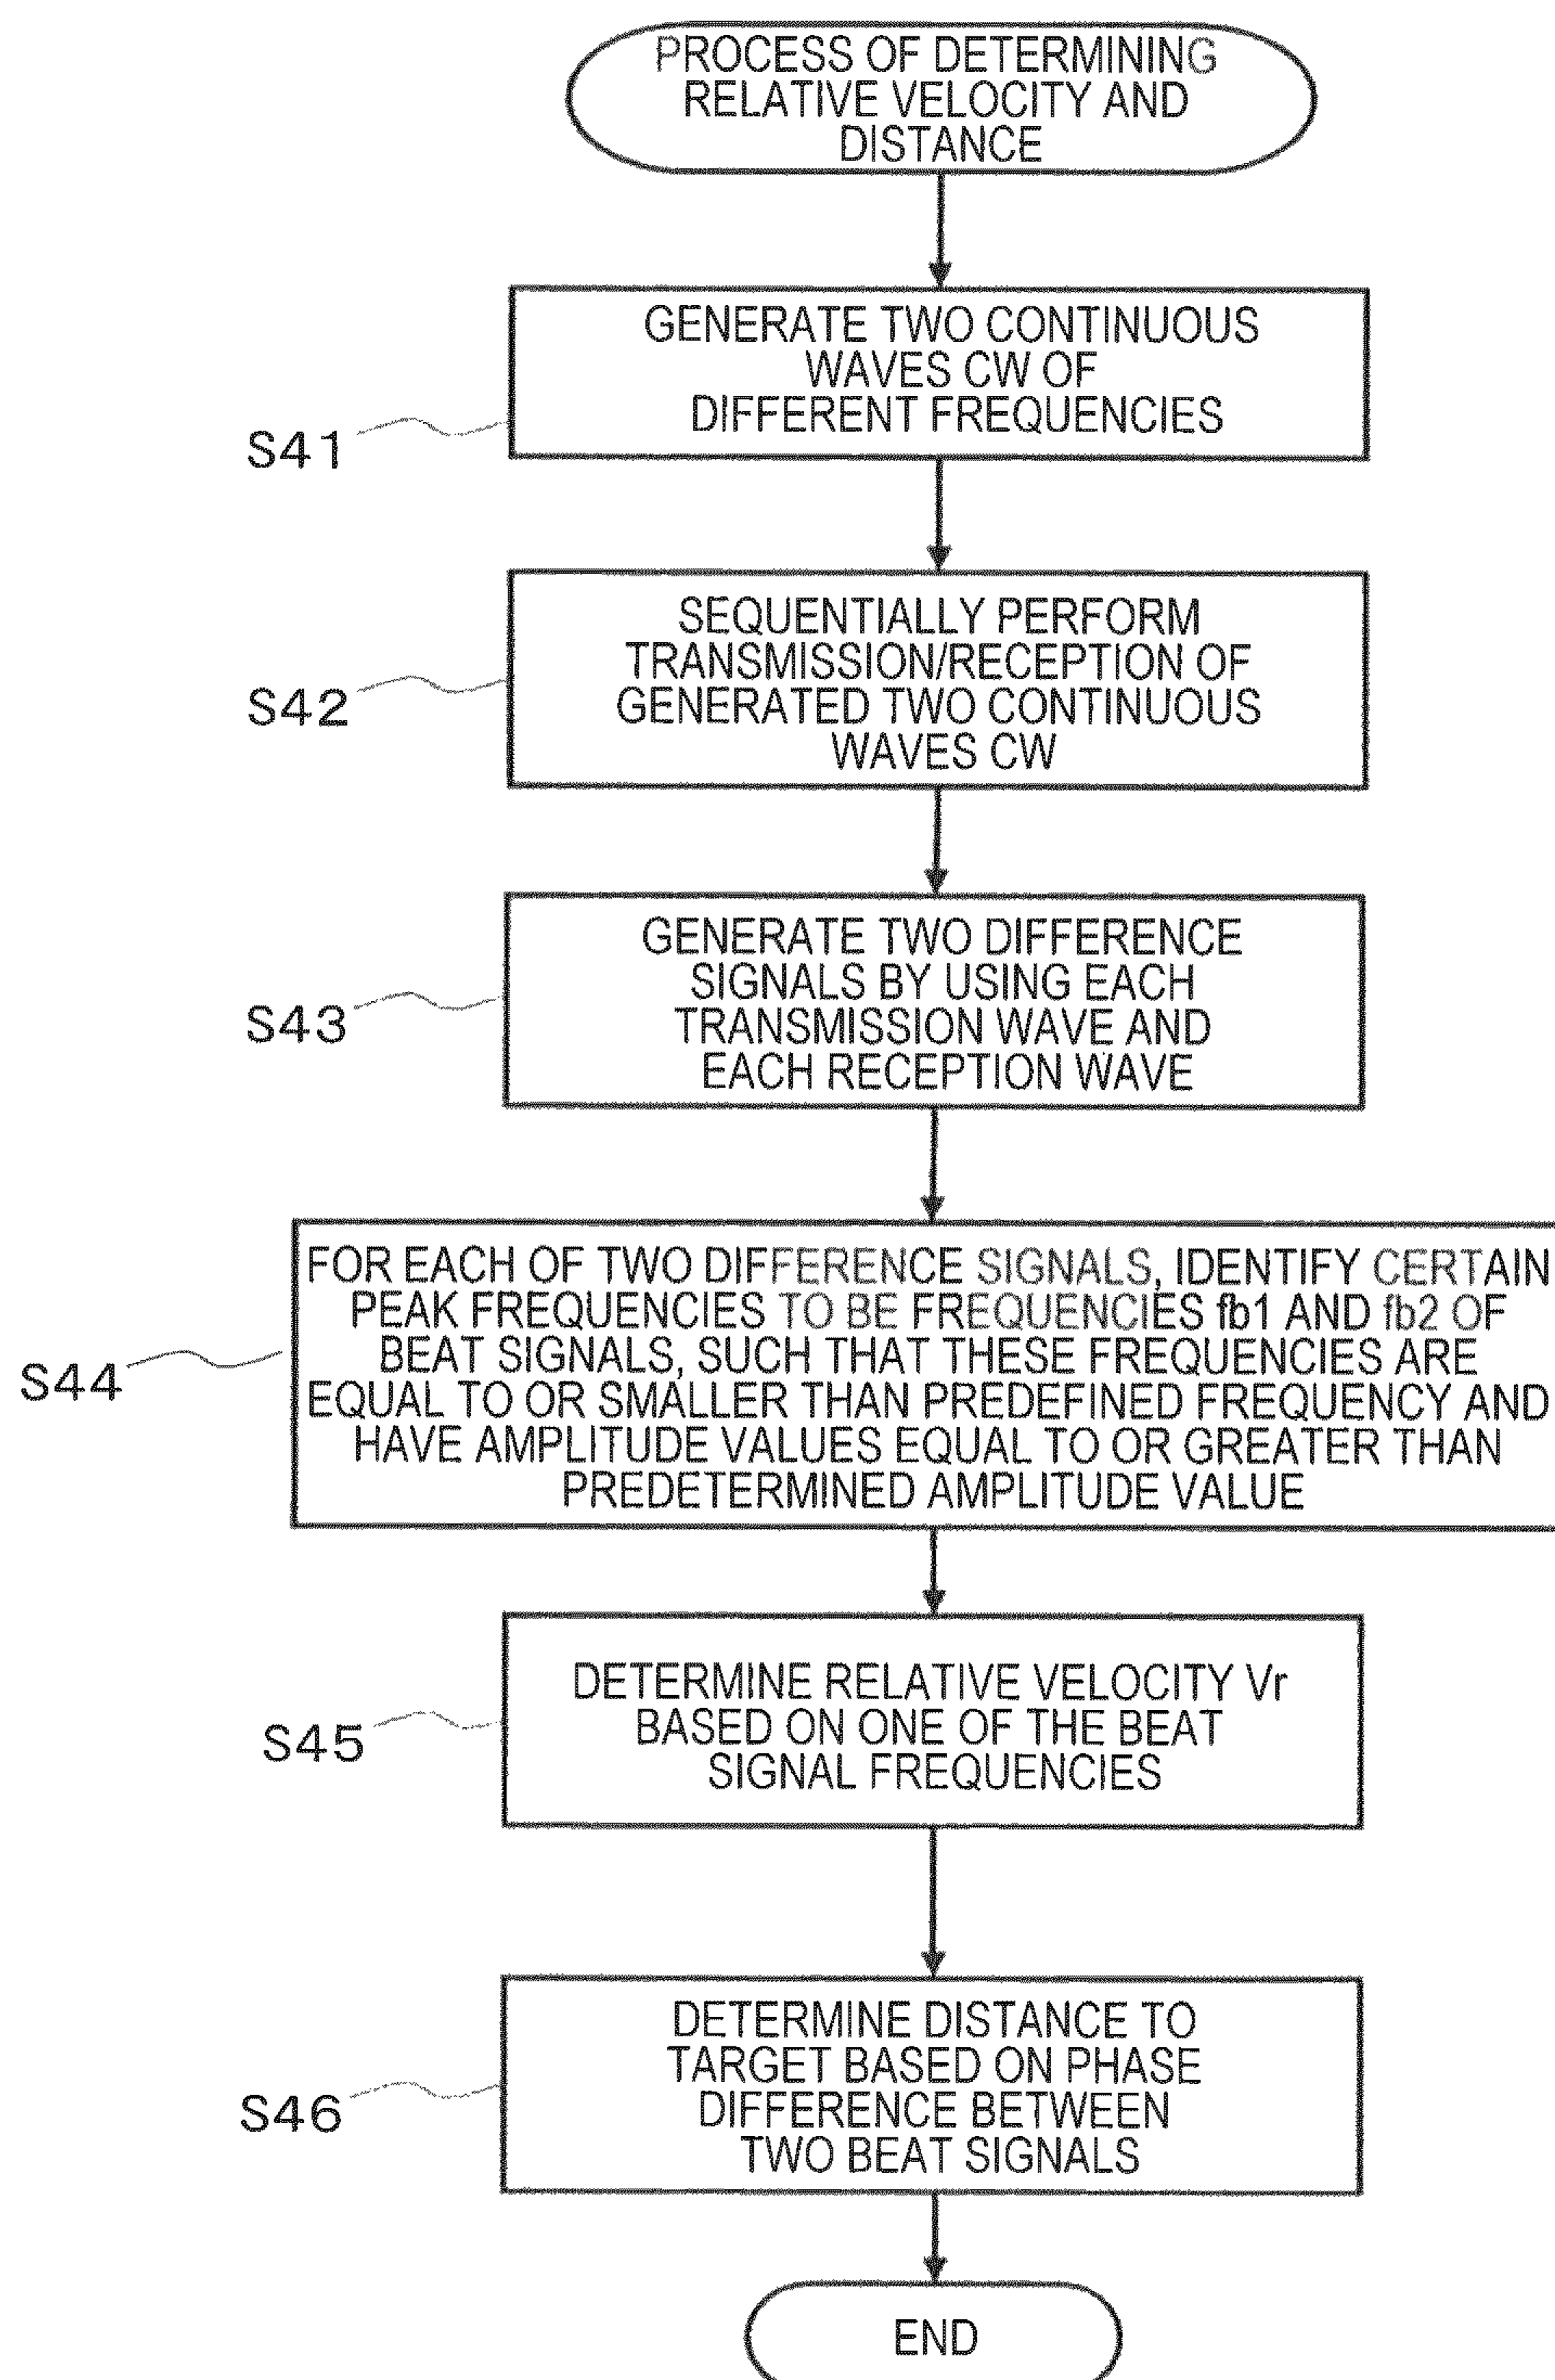 PROCESS OF DETERMINING
RELATIVE VELOCITY AND
DISTANCE
GENERATE TWO CONTINUOUS
WAVES CW OF
DIFFERENT FREQUENCIES
S41
SEQUENTIALLY PERFORM
TRANSMISSION/RECEPTION OF
GENERATED TWO CONTINUOUS
WAVES CW
S42
GENERATE TWO DIFFERENCE
SIGNALS BY USING EACH
TRANSMISSION WAVE AND
EACH RECEPTION WAVE
S43
FOR EACH OF TWO DIFFERENCE SIGNALS, IDENTIFY CERTAIN
PEAK FREQUENCIES TO BE FREQUENCIES fb1 AND fb2 OF
BEAT SIGNALS, SUCH THAT THESE FREQUENCIES ARE
EQUAL TO OR SMALLER THAN PREDEFINED FREQUENCY AND
HAVE AMPLITUDE VALUES EQUAL TO OR GREATER THAN
PREDETERMINED AMPLITUDE VALUE
S44
DETERMINE RELATIVE VELOCITY Vr
BASED ON ONE OF THE BEAT
SIGNAL FREQUENCIES
S45
DETERMINE DISTANCE TO
TARGET BASED ON PHASE
DIFFERENCE BETWEEN
TWO BEAT SIGNALS
S46
END